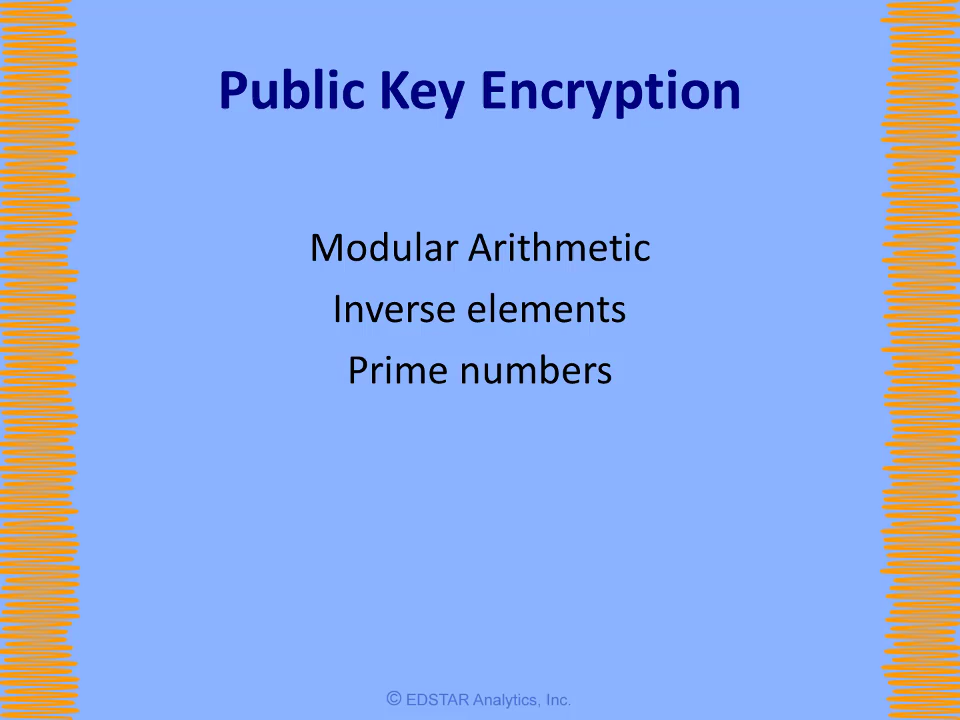 Public Key Encryption
Modular Arithmetic
Inverse elements
Prime numbers
© EDSTAR Analytics, Inc.